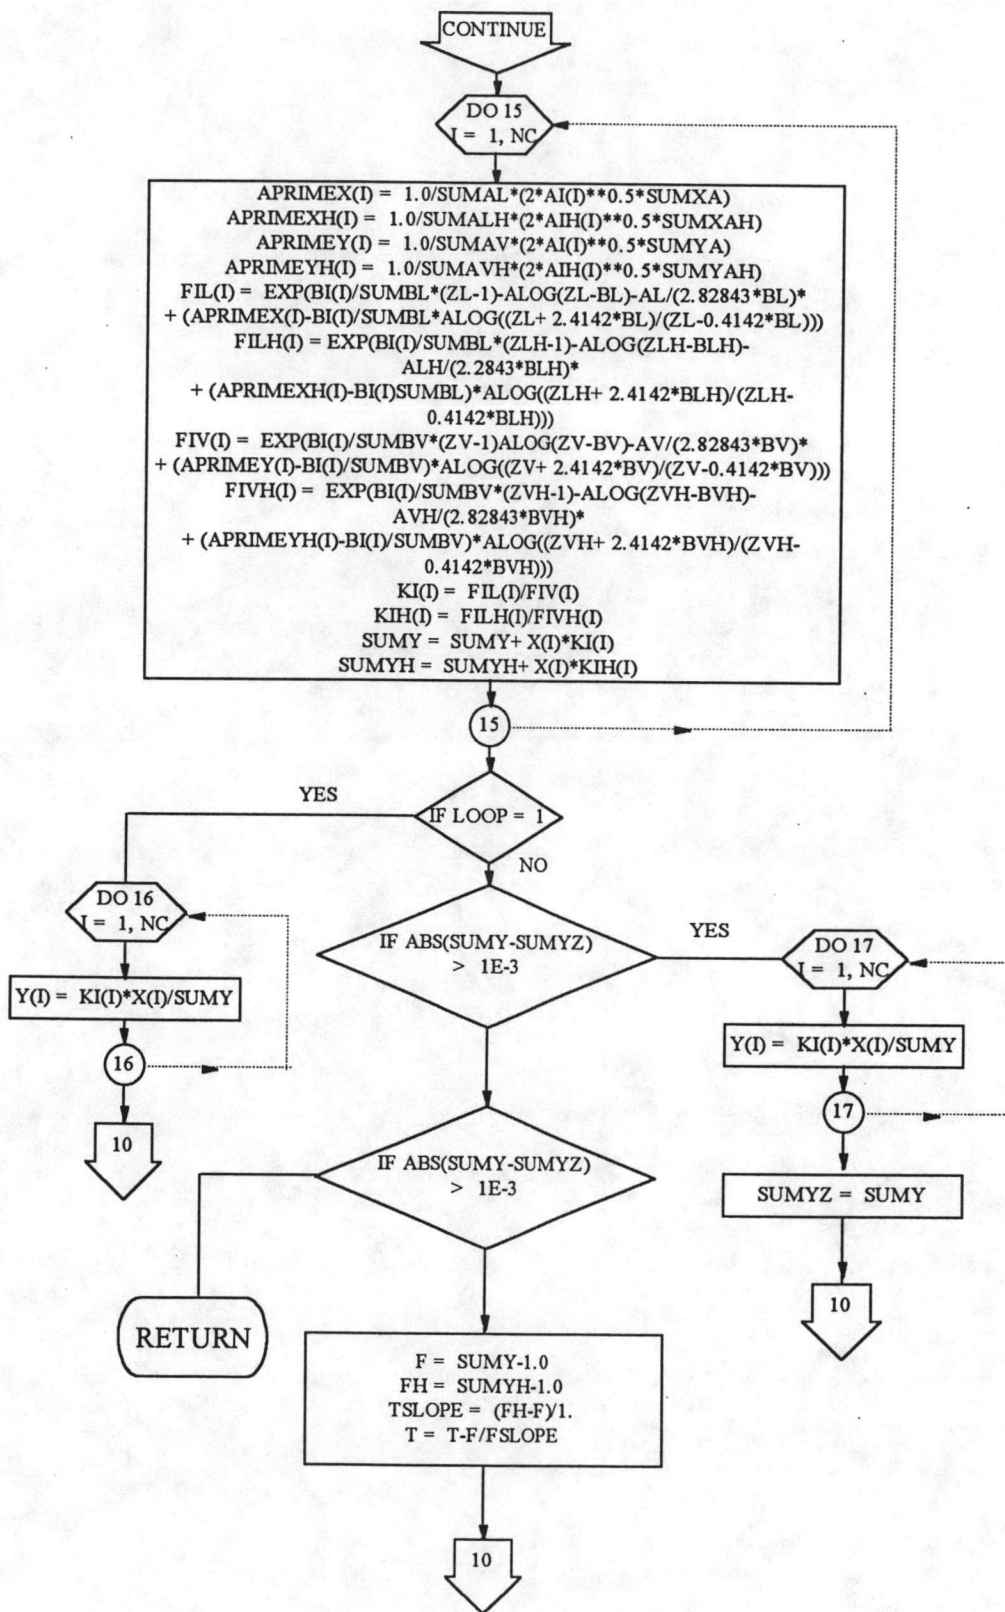 CONTINUE
DO 15
I = 1, NC
APRIMEX(I) = 1.0/SUMAL*(2*AI(I)**0.5*SUMXA)
APRIMEXH(I) = 1.0/SUMALH*(2*AIH(I)**0.5*SUMXAH)
APRIMEY(I) = 1.0/SUMAV*(2*AI(I)**0.5*SUMYA)
APRIMEYH(I) = 1.0/SUMAVH*(2*AIH(I)**0.5*SUMYAH)
FIL(I) = EXP(BI(I)/SUMBL*(ZL-1)-ALOG(ZL-BL)-AL/(2.82843*BL)*
+ (APRIMEX(I)-BI(I)/SUMBL*ALOG((ZL+ 2.4142*BL)/(ZL-0.4142*BL)))
FILH(I) = EXP(BI(I)/SUMBL*(ZLH-1)-ALOG(ZLH-BLH)-
ALH/(2.2843*BLH)*
+ (APRIMEXH(I)-BI(I)SUMBL)*ALOG((ZLH+ 2.4142*BLH)/(ZLH-
0.4142*BLH)))
FIV(I) = EXP(BI(I)/SUMBV*(ZV-1)ALOG(ZV-BV)-AV/(2.82843*BV)*
+ (APRIMEY(I)-BI(I)/SUMBV)*ALOG((ZV+ 2.4142*BV)/(ZV-0.4142*BV)))
FIVH(I) = EXP(BI(I)/SUMBV*(ZVH-1)-ALOG(ZVH-BVH)-
AVH/(2.82843*BVH)*
+ (APRIMEYH(I)-BI(I)/SUMBV)*ALOG((ZVH+ 2.4142*BVH)/(ZVH-
0.4142*BVH)))
KI(I) = FIL(I)/FIV(I)
KIH(I) = FILH(I)/FIVH(I)
SUMY = SUMY+ X(I)*KI(I)
SUMYH = SUMYH+ X(I)*KIH(I)
15
YES
IF LOOP = 1
NO
DO 16
I = 1, NC
Y(I) = KI(I)*X(I)/SUMY
16
10
IF ABS(SUMY-SUMYZ)
> 1E-3
YES
DO 17
I = 1, NC
Y(I) = KI(I)*X(I)/SUMY
17
SUMYZ = SUMY
10
IF ABS(SUMY-SUMYZ)
> 1E-3
RETURN
F = SUMY-1.0
FH = SUMYH-1.0
TSLOPE = (FH-F)/1.
T = T-F/FSLOPE
10